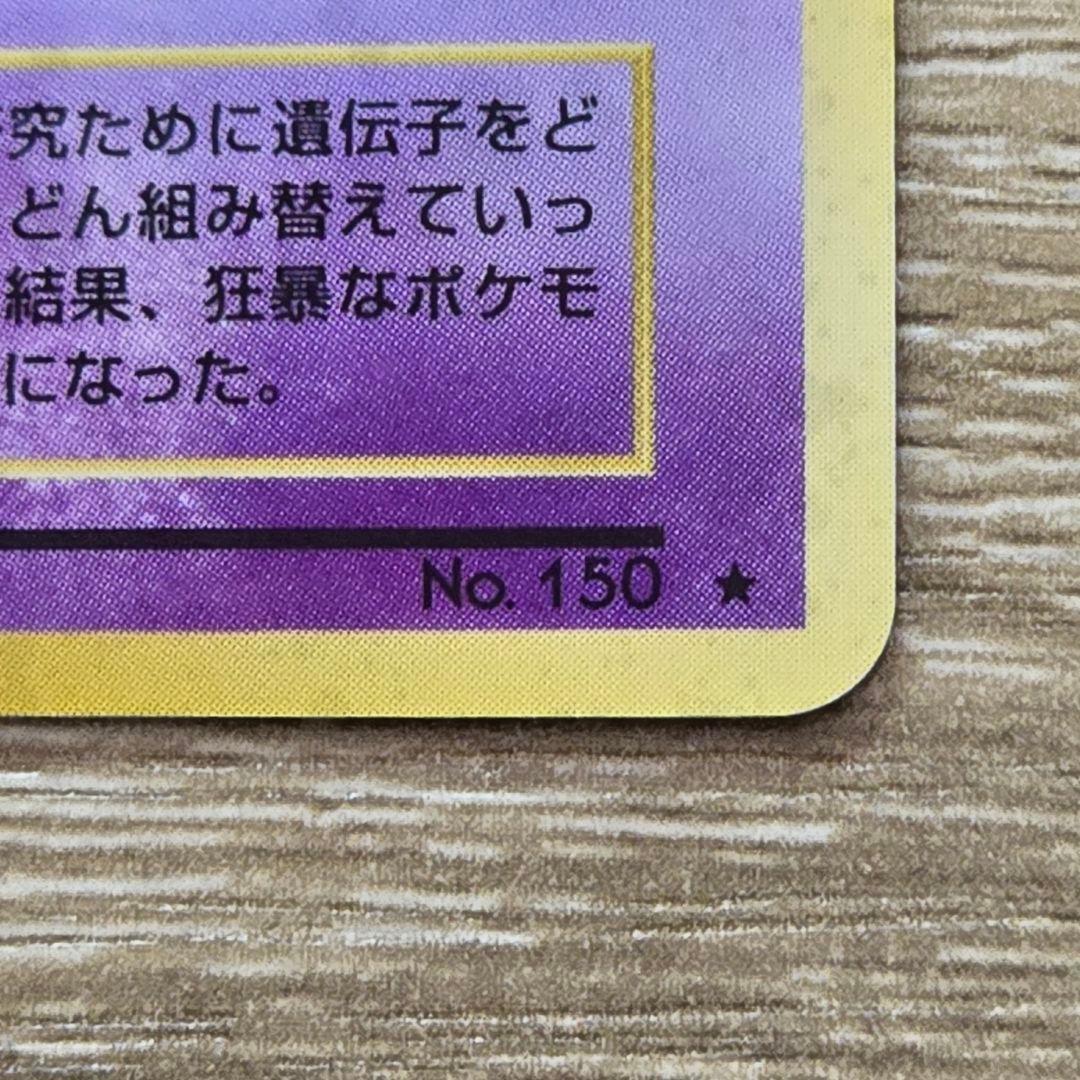 究ために遺伝子をど
どん組み替えていっ
結果、狂暴なポケモ
になった。
No. 150 ★